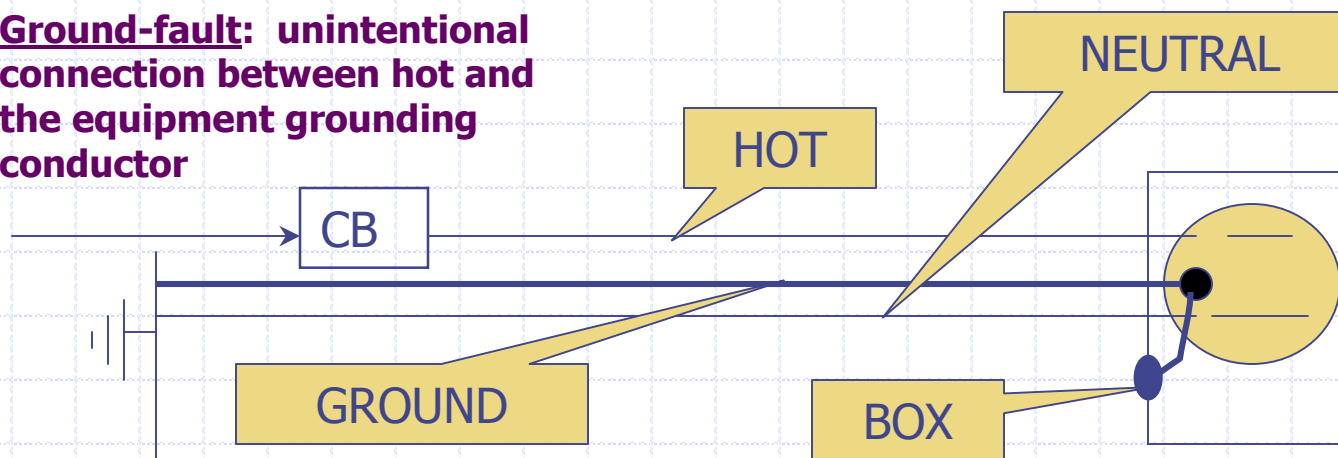 Ground-fault: unintentional
connection between hot and
the equipment grounding
conductor
NEUTRAL
HOT
CB
GROUND
BOX